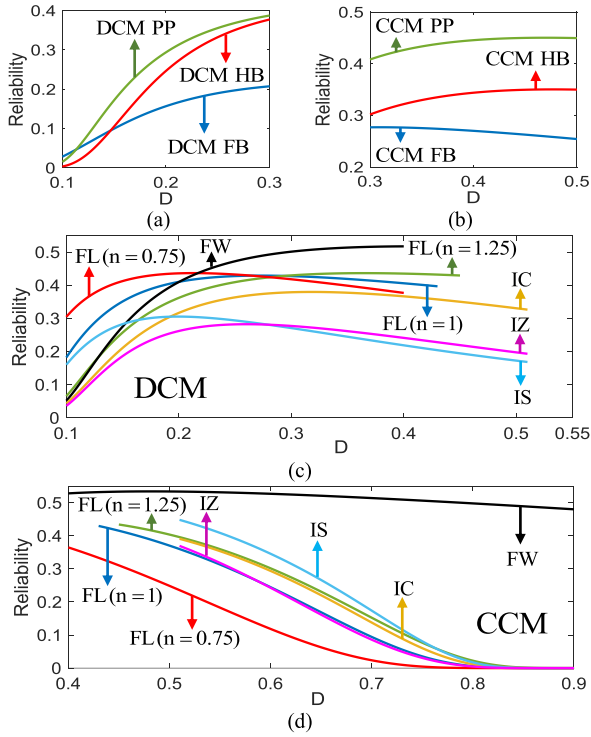 0.4
0.3
0.2
0.1
0
Reliability
DCM PP
DCM HB
DCM FB
0.1 0.2 0.3
D
(a)
0.5
0.4
0.3
0.2
Reliability
CCM PP
CCM HB
CCM FB
0.3 0.4 0.5
D
(b)
0.5
0.4
0.3
0.2
0.1
0
Reliability
FL(n=0.75)
FW
FL(n=1.25)
IC
FL(n=1)
IZ
IS
DCM
0.1 0.2 0.3 0.4 0.5 0.55
D
(c)
0.5
0.4
0.3
0.2
0.1
0
Reliability
FL(n=1.25)
IZ
IS
FW
FL(n=1)
IC
FL(n=0.75)
CCM
0.4 0.5 0.6 0.7 0.8 0.9
D
(d)